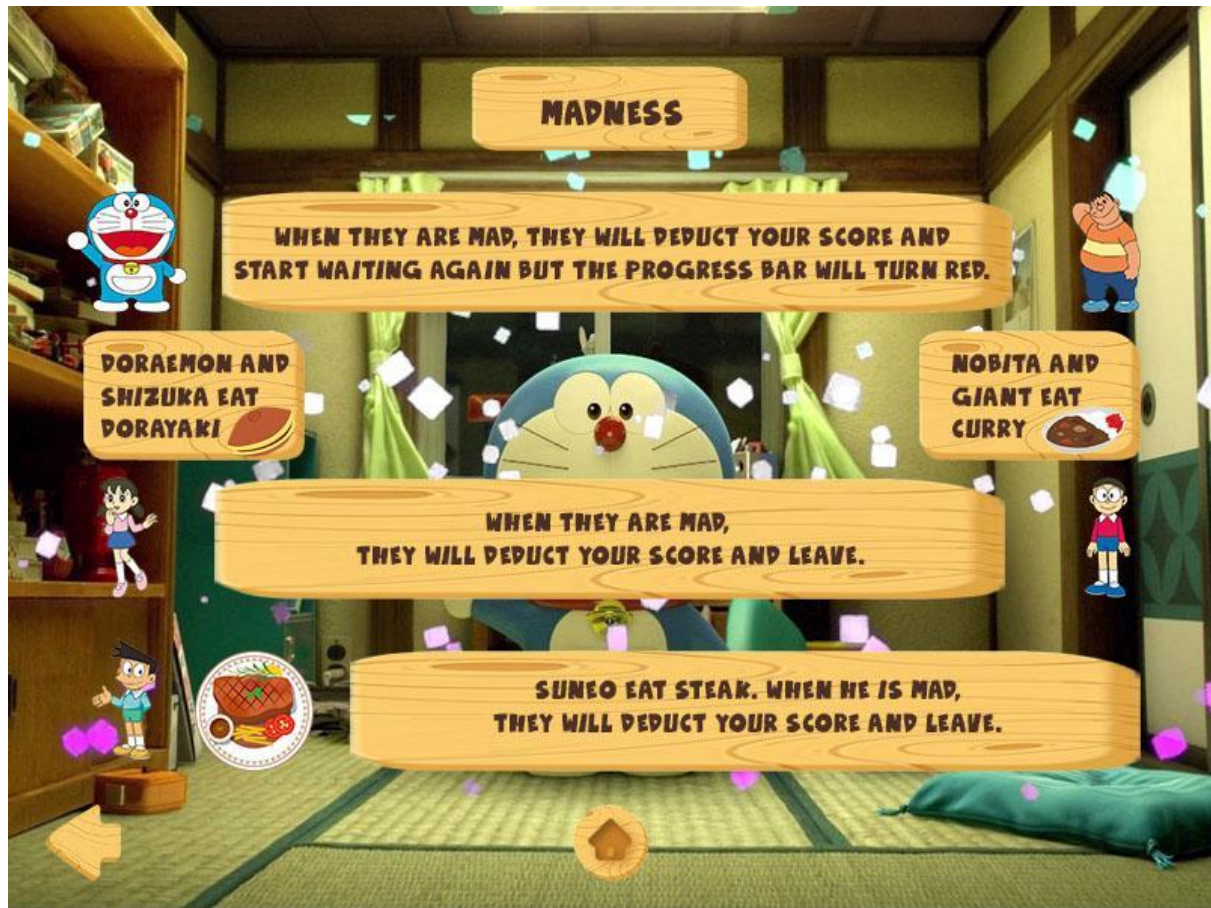 MADNESS
WHEN THEY ARE MAD, THEY WILL DEDUCT YOUR SCORE AND
START WAITING AGAIN BUT THE PROGRESS BAR WILL TURN RED.
DORAEMON AND
SHIZUKA EAT
DORAYAKI
NOBITA AND
GIANT EAT
CURRY
WHEN THEY ARE MAD,
THEY WILL DEDUCT YOUR SCORE AND LEAVE.
SUNEO EAT STEAK. WHEN HE IS MAD,
THEY WILL DEDUCT YOUR SCORE AND LEAVE.